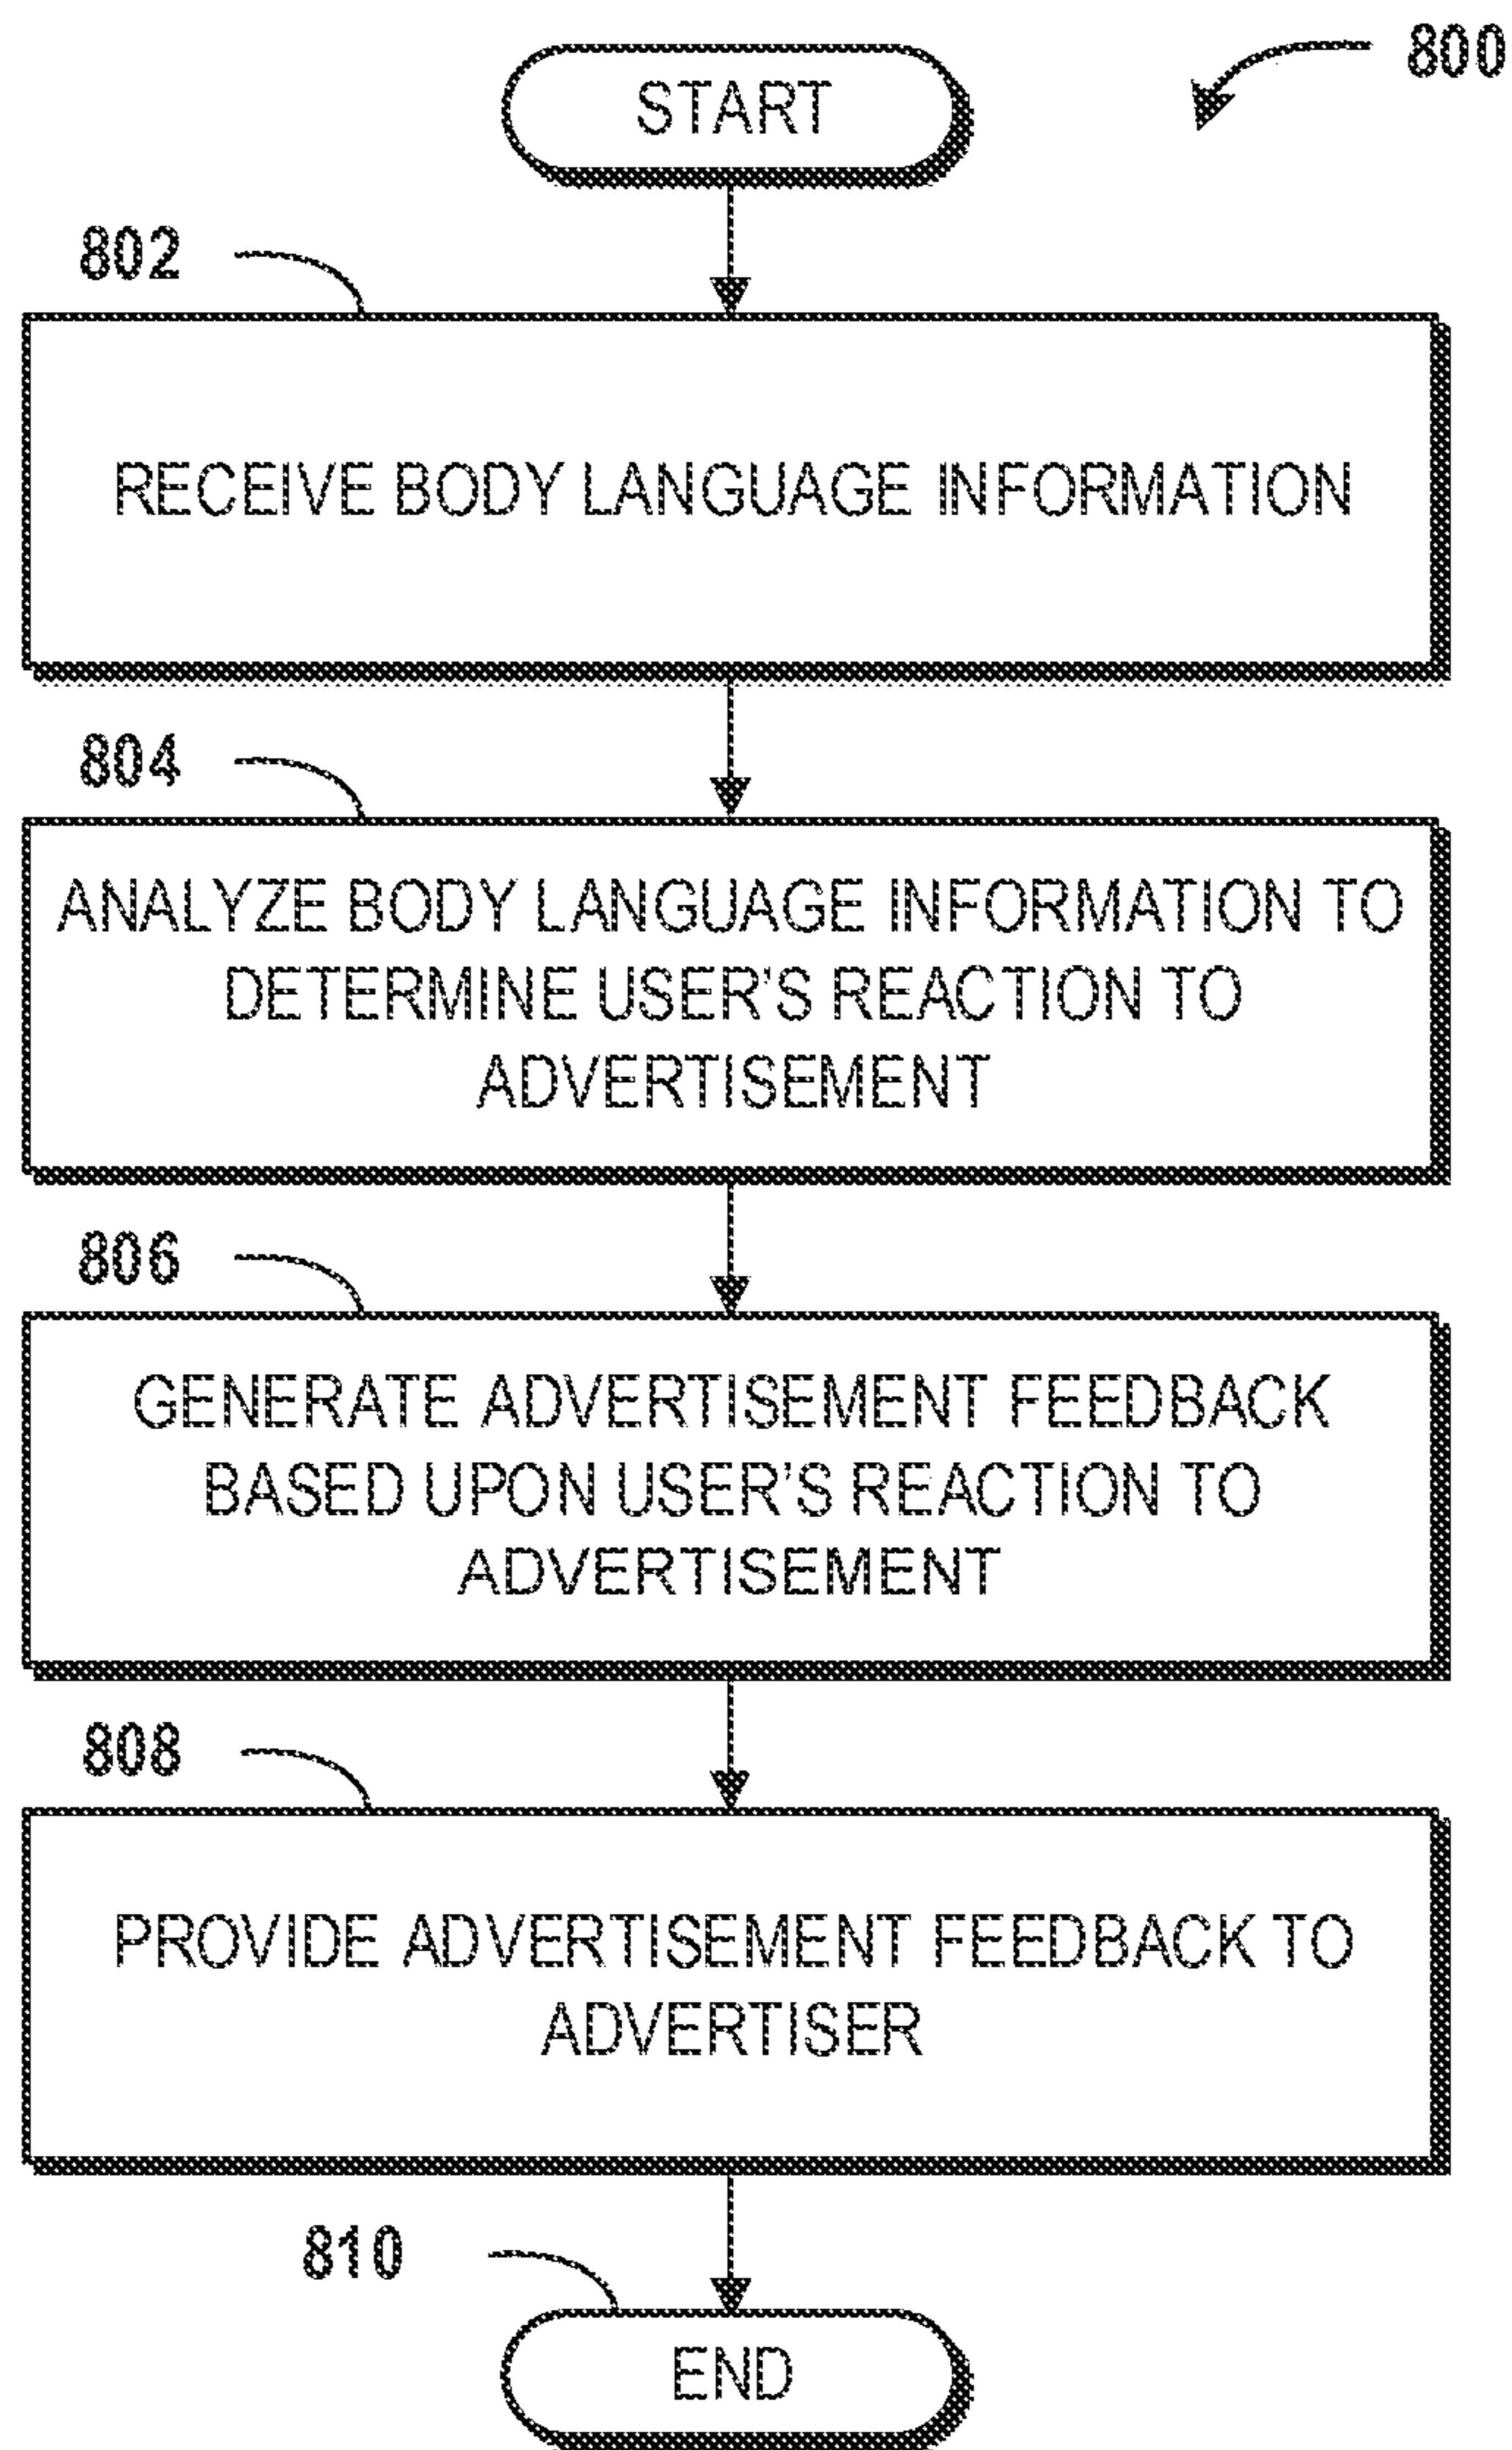 800
START
802
RECEIVE BODY LANGUAGE INFORMATION
804
ANALYZE BODY LANGUAGE INFORMATION TO
DETERMINE USER'S REACTION TO
ADVERTISEMENT
806
GENERATE ADVERTISEMENT FEEDBACK
BASED UPON USER'S REACTION TO
ADVERTISEMENT
808
PROVIDE ADVERTISEMENT FEEDBACK TO
ADVERTISER
810
END